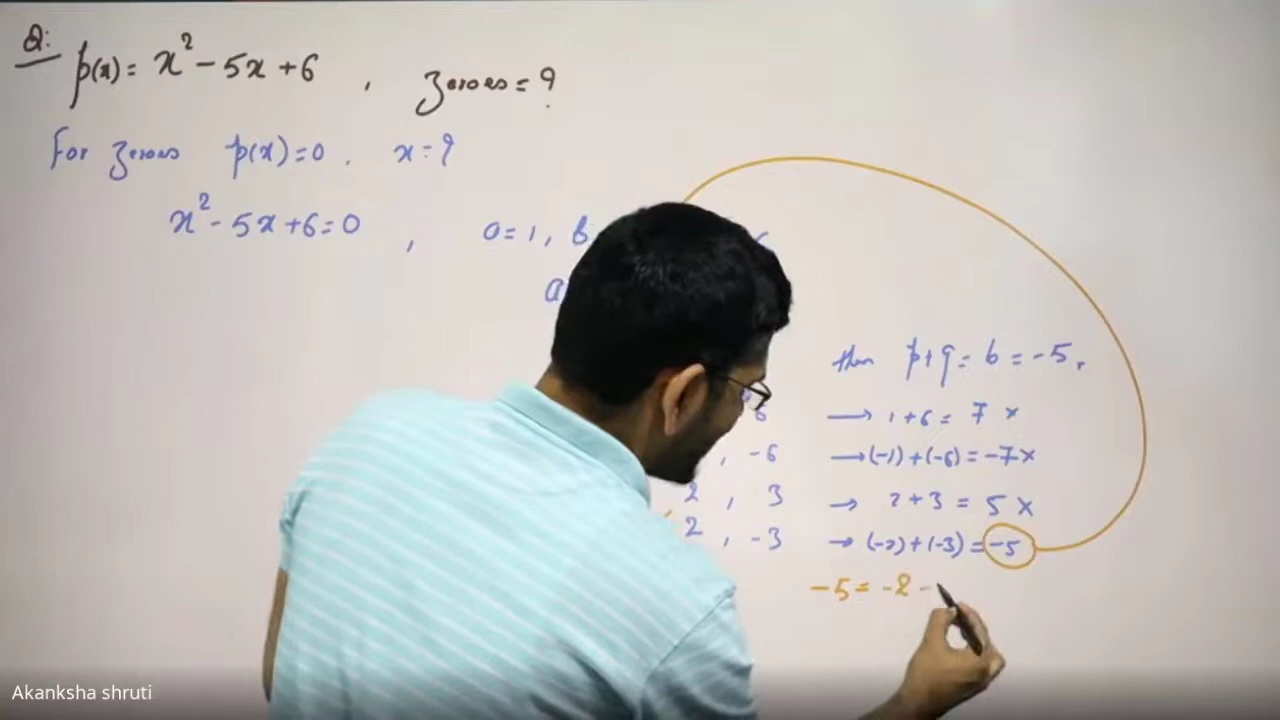 Q: p(x) = x² - 5x + 6 , zeroes = ?
For zeroes p(x)=0 . x=?
x² - 5x + 6 = 0 , a = 1, b
a
then p+q = b = -5,
6 → 1+6 = 7 ×
, -6 → (-1)+(-6) = -7 ×
2 , 3 → 2+3 = 5 ×
2 , -3 → (-2)+(-3) = -5
-5 = -2 -
Akanksha shruti